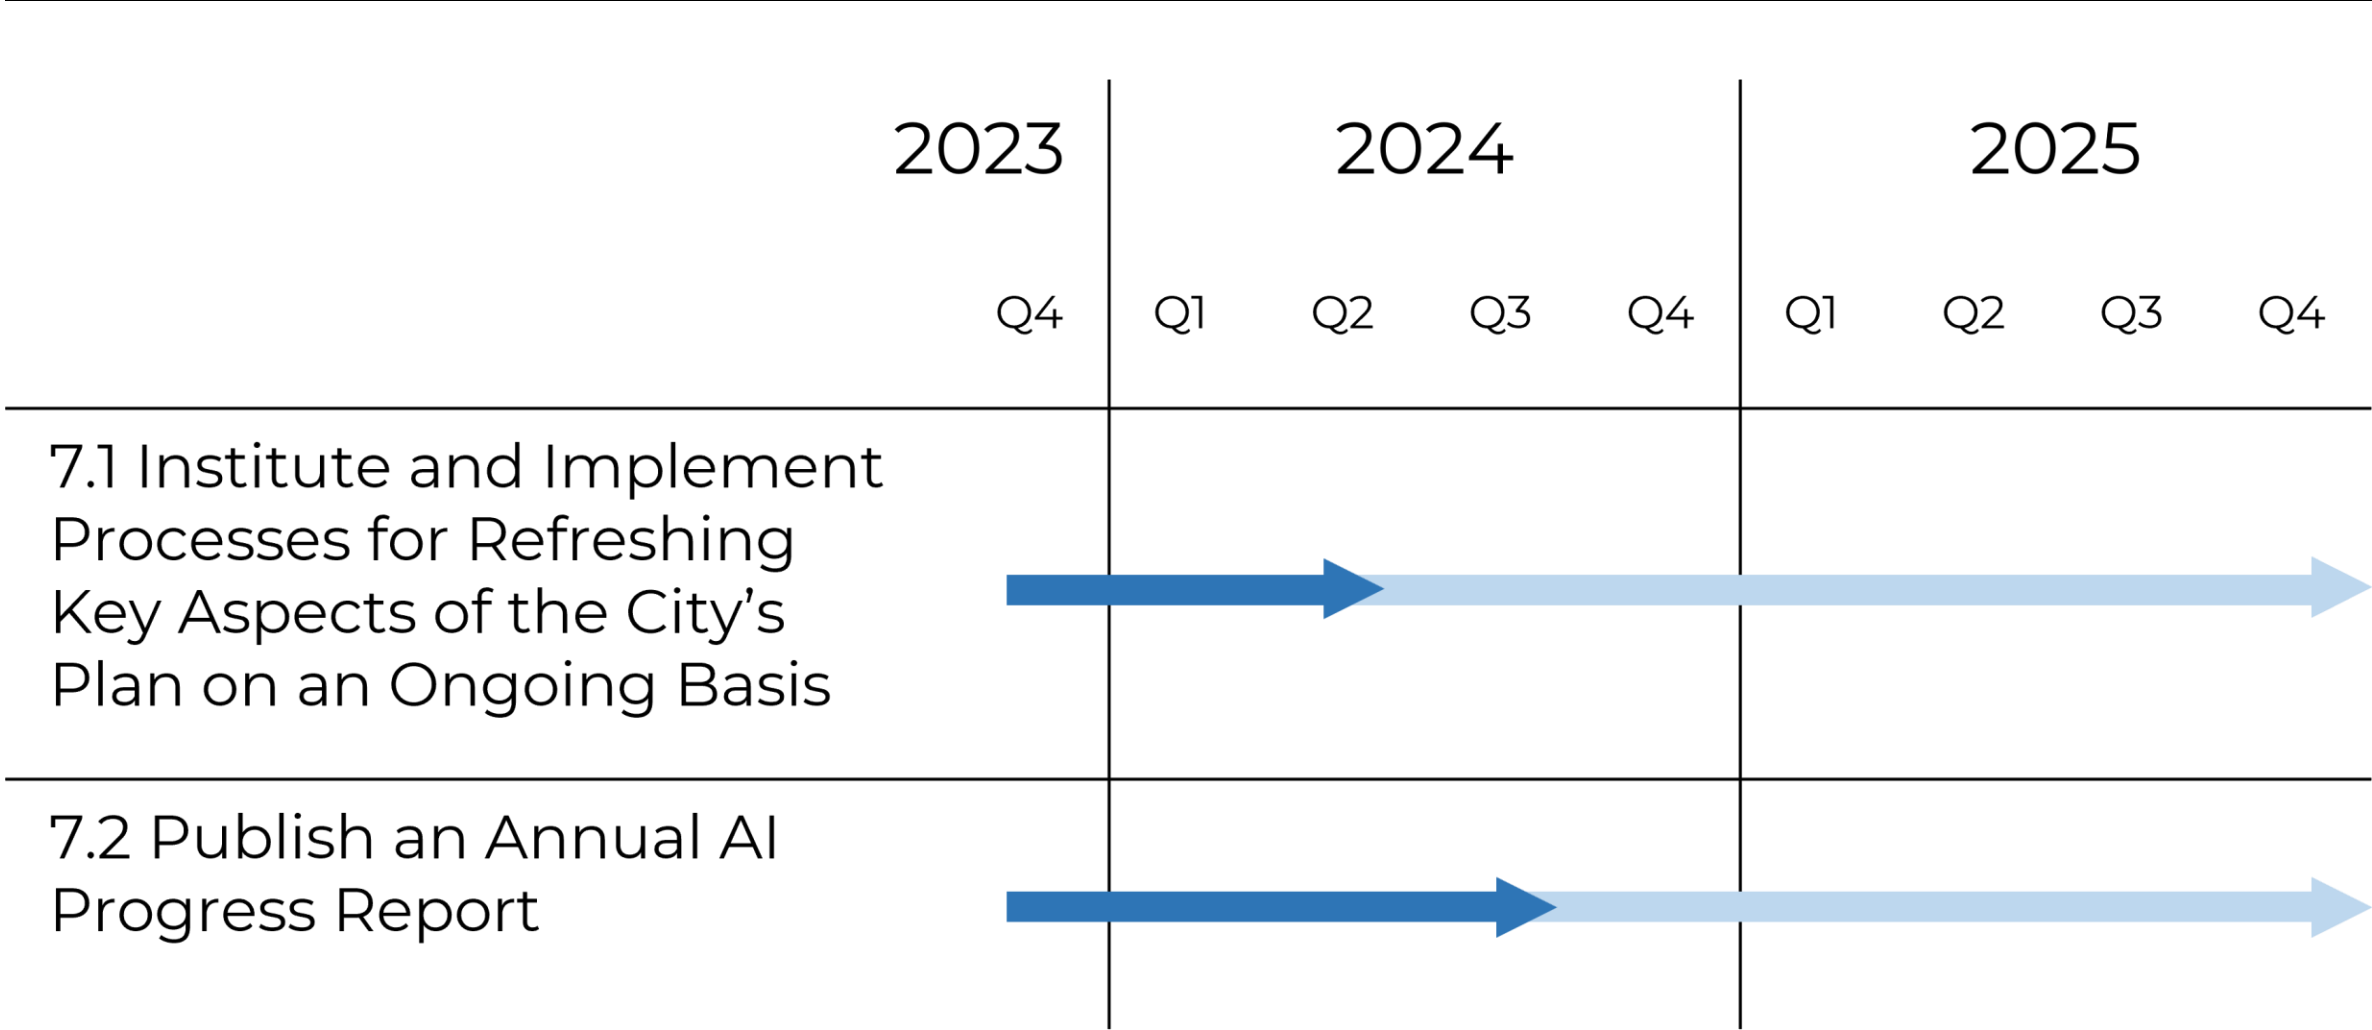 2023 2024 2025
Q4 Q1 Q2 Q3 Q4 Q1 Q2 Q3 Q4
7.1 Institute and Implement
Processes for Refreshing
Key Aspects of the City’s
Plan on an Ongoing Basis
7.2 Publish an Annual AI
Progress Report